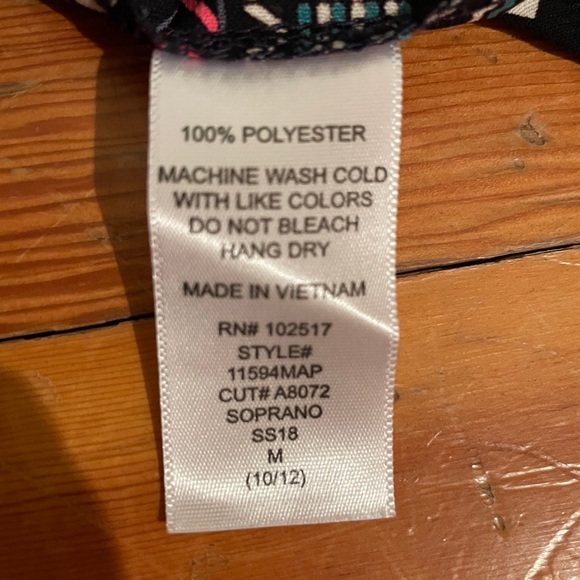 100% POLYESTER
MACHINE WASH COLD
WITH LIKE COLORS
DO NOT BLEACH
HANG DRY
MADE IN VIETNAM
RN# 102517
STYLE#
11594MAP
CUT# A8072
SOPRANO
SS18
M
(10/12)